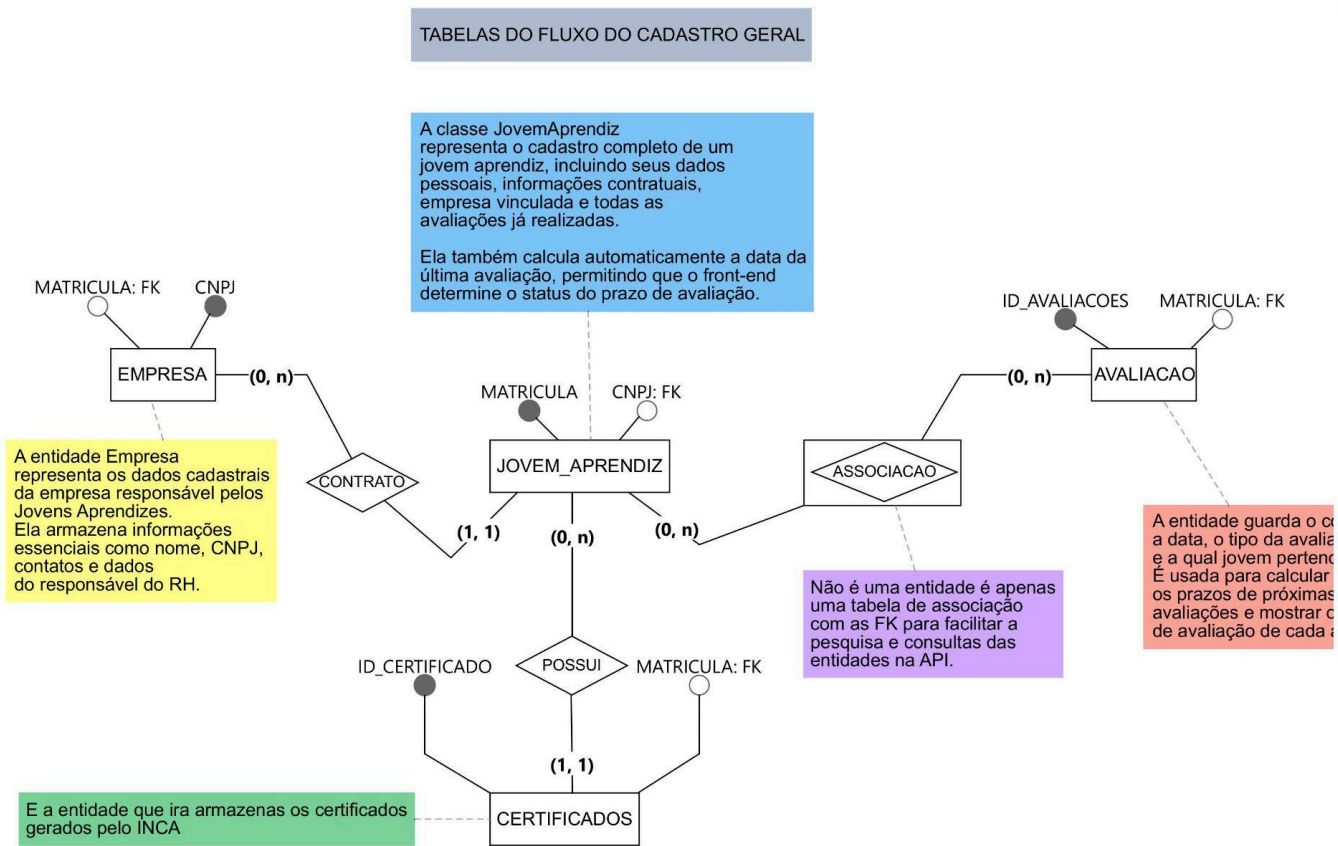 TABELAS DO FLUXO DO CADASTRO GERAL
A classe JovemAprendiz
representa o cadastro completo de um
jovem aprendiz, incluindo seus dados
pessoais, informações contratuais,
empresa vinculada e todas as
avaliações já realizadas.
Ela também calcula automaticamente a data da
última avaliação, permitindo que o front-end
determine o status do prazo de avaliação.
MATRICULA: FK
CNPJ
EMPRESA
(0, n)
A entidade Empresa
representa os dados cadastrais
da empresa responsável pelos
Jovens Aprendizes.
Ela armazena informações
essenciais como nome, CNPJ,
contatos e dados
do responsável do RH.
CONTRATO
(1, 1)
MATRICULA
CNPJ: FK
JOVEM_APRENDIZ
(0, n)
(0, n)
ASSOCIACAO
(0, n)
ID_AVALIACOES
MATRICULA: FK
AVALIACAO
Não é uma entidade é apenas
uma tabela de associação
com as FK para facilitar a
pesquisa e consultas das
entidades na API.
A entidade guarda o
a data, o tipo da
e a qual jovem
É usada para calcular
os prazos de próximas
avaliações e mostrar
de avaliação de cada
POSSUI
ID_CERTIFICADO
MATRICULA: FK
(1, 1)
CERTIFICADOS
E a entidade que ira armazenas os certificados
gerados pelo INCA